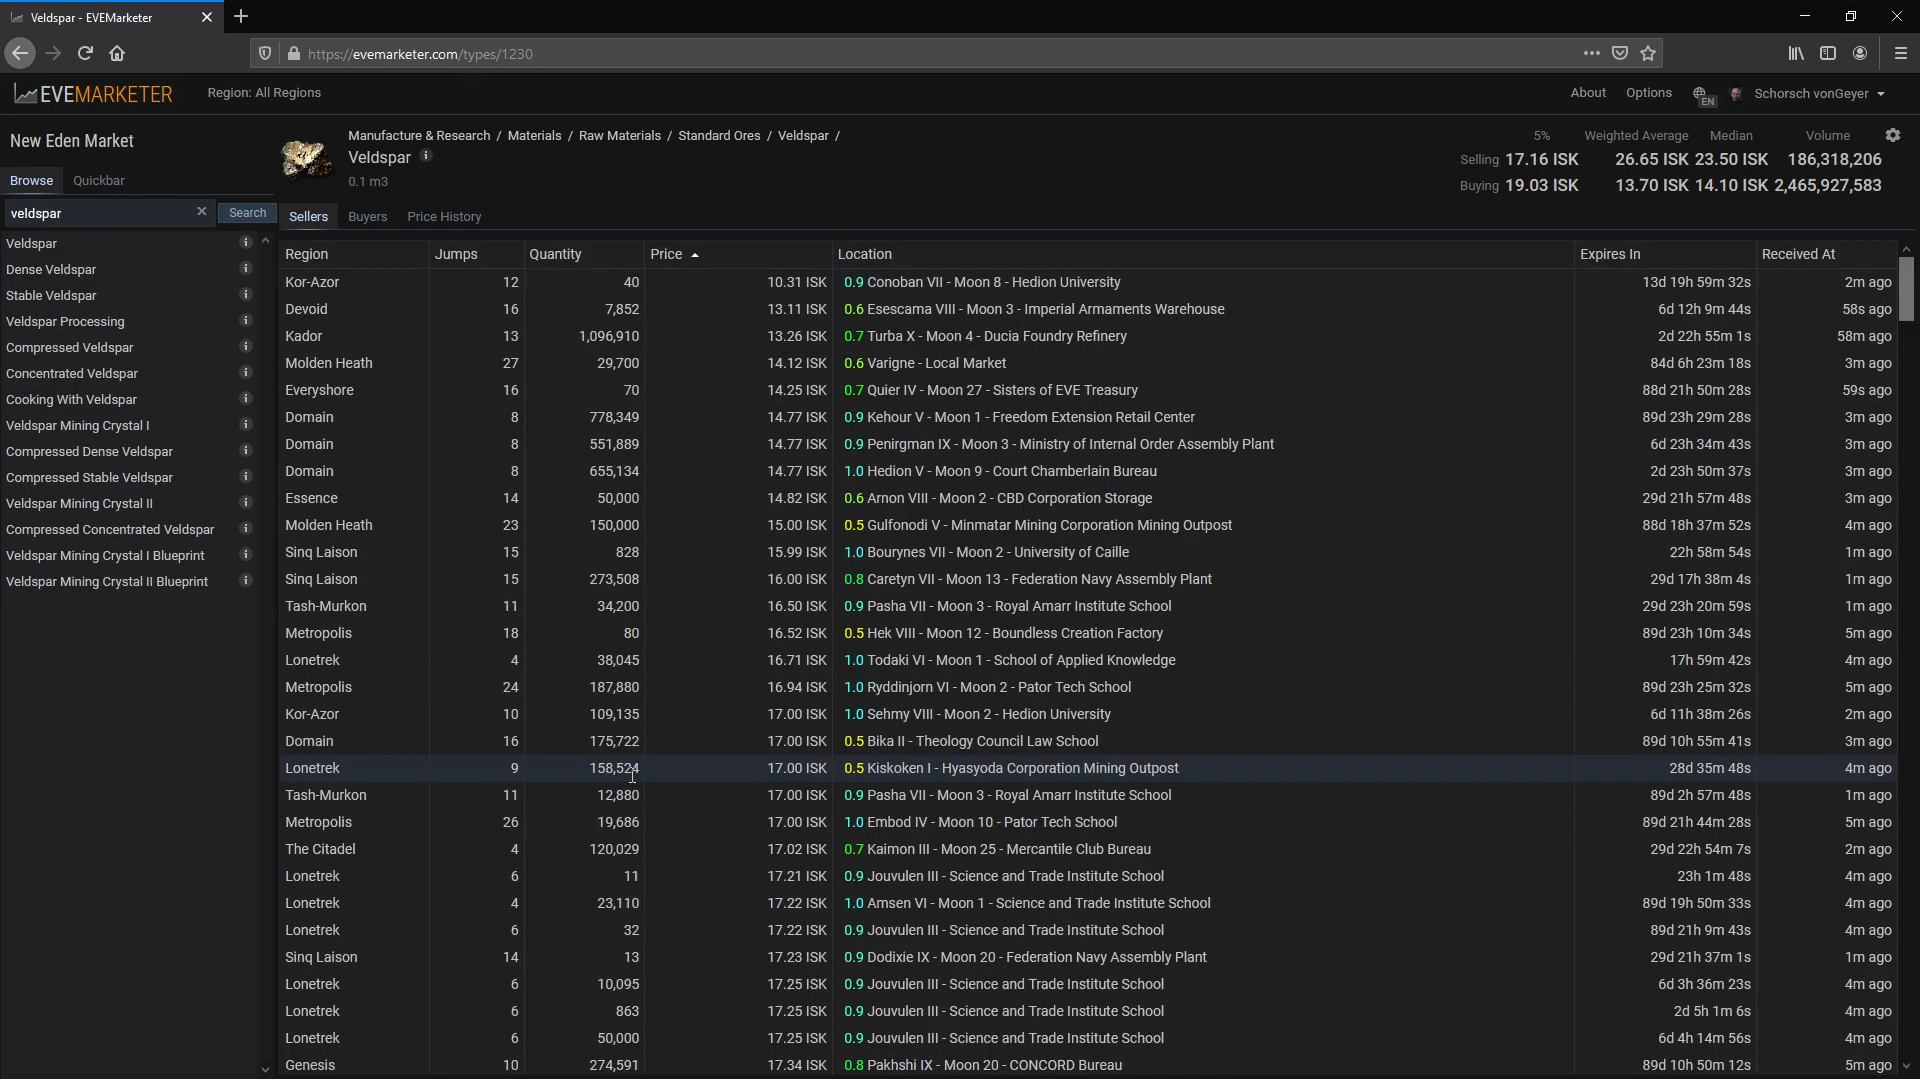 Veldspar - EVEMarketer
https://evemarketer.com/types/1230
EVEMARKETER Region: All Regions About Options EN Schorsch vonGeyer
New Eden Market
Browse Quickbar
veldspar Search
Veldspar
Dense Veldspar
Stable Veldspar
Veldspar Processing
Compressed Veldspar
Concentrated Veldspar
Cooking With Veldspar
Veldspar Mining Crystal I
Compressed Dense Veldspar
Compressed Stable Veldspar
Veldspar Mining Crystal II
Compressed Concentrated Veldspar
Veldspar Mining Crystal I Blueprint
Veldspar Mining Crystal II Blueprint
Manufacture & Research / Materials / Raw Materials / Standard Ores / Veldspar /
Veldspar
0.1 m3
5% Weighted Average Median Volume
Selling 17.16 ISK 26.65 ISK 23.50 ISK 186,318,206
Buying 19.03 ISK 13.70 ISK 14.10 ISK 2,465,927,583
Sellers Buyers Price History
Region Jumps Quantity Price Location Expires In Received At
Kor-Azor 12 40 10.31 ISK 0.9 Conoban VII - Moon 8 - Hedion University 13d 19h 59m 32s 2m ago
Devoid 16 7,852 13.11 ISK 0.6 Esescama VIII - Moon 3 - Imperial Armaments Warehouse 6d 12h 9m 44s 58s ago
Kador 13 1,096,910 13.26 ISK 0.7 Turba X - Moon 4 - Ducia Foundry Refinery 2d 22h 55m 1s 58m ago
Molden Heath 27 29,700 14.12 ISK 0.6 Varigne - Local Market 84d 6h 23m 18s 3m ago
Everyshore 16 70 14.25 ISK 0.7 Quier IV - Moon 27 - Sisters of EVE Treasury 88d 21h 50m 28s 59s ago
Domain 8 778,349 14.77 ISK 0.9 Kehour V - Moon 1 - Freedom Extension Retail Center 89d 23h 29m 28s 3m ago
Domain 8 551,889 14.77 ISK 0.9 Penirgman IX - Moon 3 - Ministry of Internal Order Assembly Plant 6d 23h 34m 43s 3m ago
Domain 8 655,134 14.77 ISK 1.0 Hedion V - Moon 9 - Court Chamberlain Bureau 2d 23h 50m 37s 3m ago
Essence 14 50,000 14.82 ISK 0.6 Arnon VIII - Moon 2 - CBD Corporation Storage 29d 21h 57m 48s 3m ago
Molden Heath 23 150,000 15.00 ISK 0.5 Gulfonodi V - Minmatar Mining Corporation Mining Outpost 88d 18h 37m 52s 4m ago
Sinq Laison 15 828 15.99 ISK 1.0 Bourynes VII - Moon 2 - University of Caille 22h 58m 54s 1m ago
Sinq Laison 15 273,508 16.00 ISK 0.8 Caretyn VII - Moon 13 - Federation Navy Assembly Plant 29d 17h 38m 4s 1m ago
Tash-Murkon 11 34,200 16.50 ISK 0.9 Pasha VII - Moon 3 - Royal Amarr Institute School 29d 23h 20m 59s 1m ago
Metropolis 18 80 16.52 ISK 0.5 Hek VIII - Moon 12 - Boundless Creation Factory 89d 23h 10m 34s 5m ago
Lonetrek 4 38,045 16.71 ISK 1.0 Todaki VI - Moon 1 - School of Applied Knowledge 17h 59m 42s 4m ago
Metropolis 24 187,880 16.94 ISK 1.0 Ryddinjorn VI - Moon 2 - Pator Tech School 89d 23h 25m 32s 5m ago
Kor-Azor 10 109,135 17.00 ISK 1.0 Sehmy VIII - Moon 2 - Hedion University 6d 11h 38m 26s 2m ago
Domain 16 175,722 17.00 ISK 0.5 Bika II - Theology Council Law School 89d 10h 55m 41s 3m ago
Lonetrek 9 158,524 17.00 ISK 0.5 Kiskoken I - Hyasyoda Corporation Mining Outpost 28d 35m 48s 4m ago
Tash-Murkon 11 12,880 17.00 ISK 0.9 Pasha VII - Moon 3 - Royal Amarr Institute School 89d 2h 57m 48s 1m ago
Metropolis 26 19,686 17.00 ISK 1.0 Embod IV - Moon 10 - Pator Tech School 89d 21h 44m 28s 5m ago
The Citadel 4 120,029 17.02 ISK 0.7 Kaimon III - Moon 25 - Mercantile Club Bureau 29d 22h 54m 7s 2m ago
Lonetrek 6 11 17.21 ISK 0.9 Jouvulen III - Science and Trade Institute School 23h 1m 48s 4m ago
Lonetrek 4 23,110 17.22 ISK 1.0 Amsen VI - Moon 1 - Science and Trade Institute School 89d 19h 50m 33s 4m ago
Lonetrek 6 32 17.22 ISK 0.9 Jouvulen III - Science and Trade Institute School 89d 21h 9m 43s 4m ago
Sinq Laison 14 13 17.23 ISK 0.9 Dodixie IX - Moon 20 - Federation Navy Assembly Plant 29d 21h 37m 1s 1m ago
Lonetrek 6 10,095 17.25 ISK 0.9 Jouvulen III - Science and Trade Institute School 6d 3h 36m 23s 4m ago
Lonetrek 6 863 17.25 ISK 0.9 Jouvulen III - Science and Trade Institute School 2d 5h 1m 6s 4m ago
Lonetrek 6 50,000 17.25 ISK 0.9 Jouvulen III - Science and Trade Institute School 6d 4h 14m 56s 4m ago
Genesis 10 274,591 17.34 ISK 0.8 Pakhshi IX - Moon 20 - CONCORD Bureau 89d 10h 50m 12s 5m ago